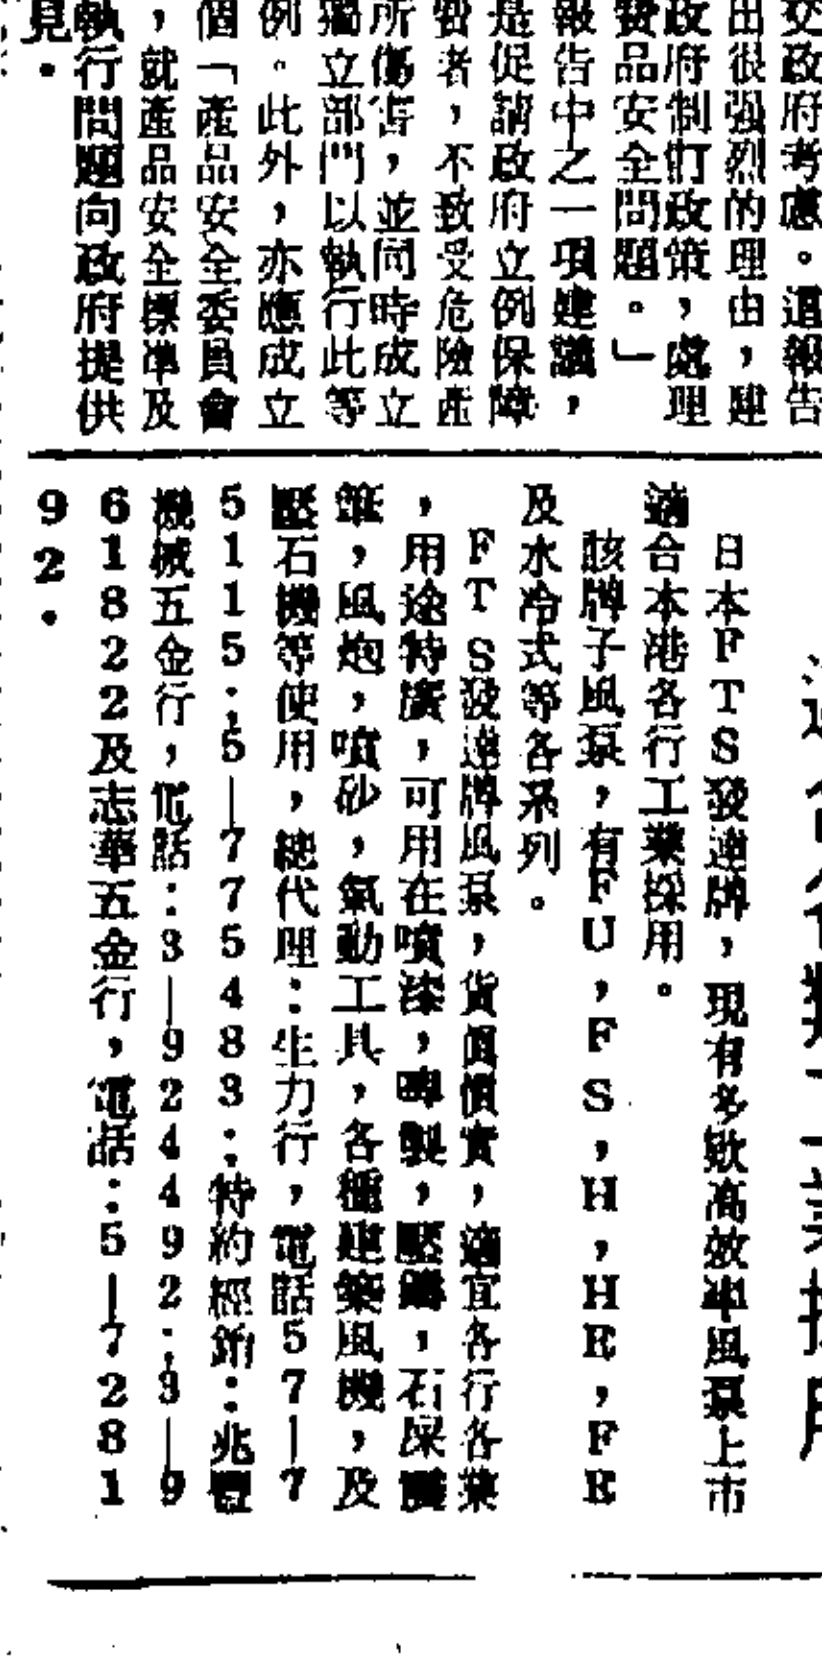 交政府考慮。這報告
出很强烈的理由，建
政府制訂政策，處理
費品安全問題。」
報告中之一項建議，
是促請政府立例保障
費者，不致受危險產
所傷害，並同時成立
獨立部門以執行此等
例。此外，亦應成立
個「產品安全委員會
，就產品安全標準及
執行問題向政府提供
見。
日本FTS發達牌，現有多款高效率風泵上市
適合本港各行工業採用。
該牌子風泵，有FU，FS，H，HE，FE
及水冷式等各系列。
FTS發達牌風泵，貨眞價實，適宜各行各業
，用途特廣，可用在噴漆，啤製，壓鑄，石屎震
筆，風炮，噴砂，氣動工具，各種建築風機，及
壓石機等使用，總代理：生力行，電話57—7
5115；5—775483；特約經銷：兆豐
機械五金行，電話：3—924492；3—9
61822及志華五金行，電話：5—7281
92．